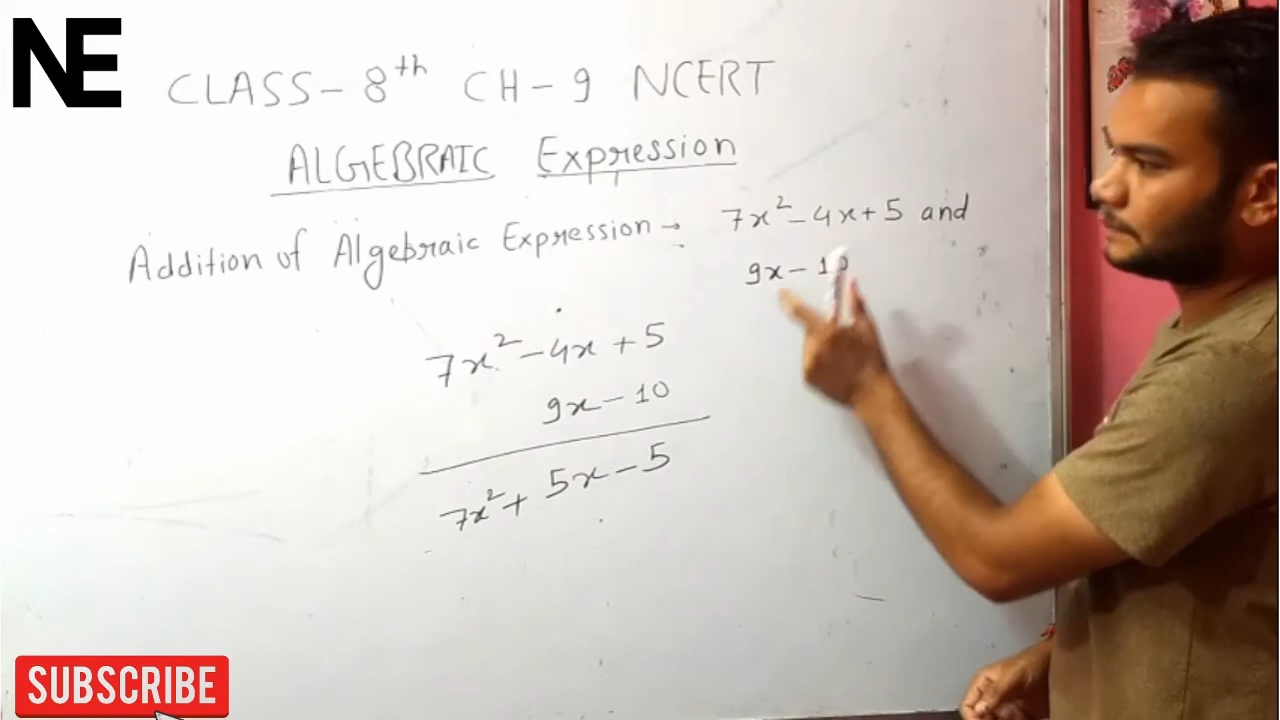 NE
CLASS - 8th CH - 9 NCERT
ALGEBRAIC Expression
Addition of Algebraic Expression → 7x² - 4x + 5 and
9x - 10
7x² - 4x + 5
9x - 10
7x² + 5x - 5
SUBSCRIBE